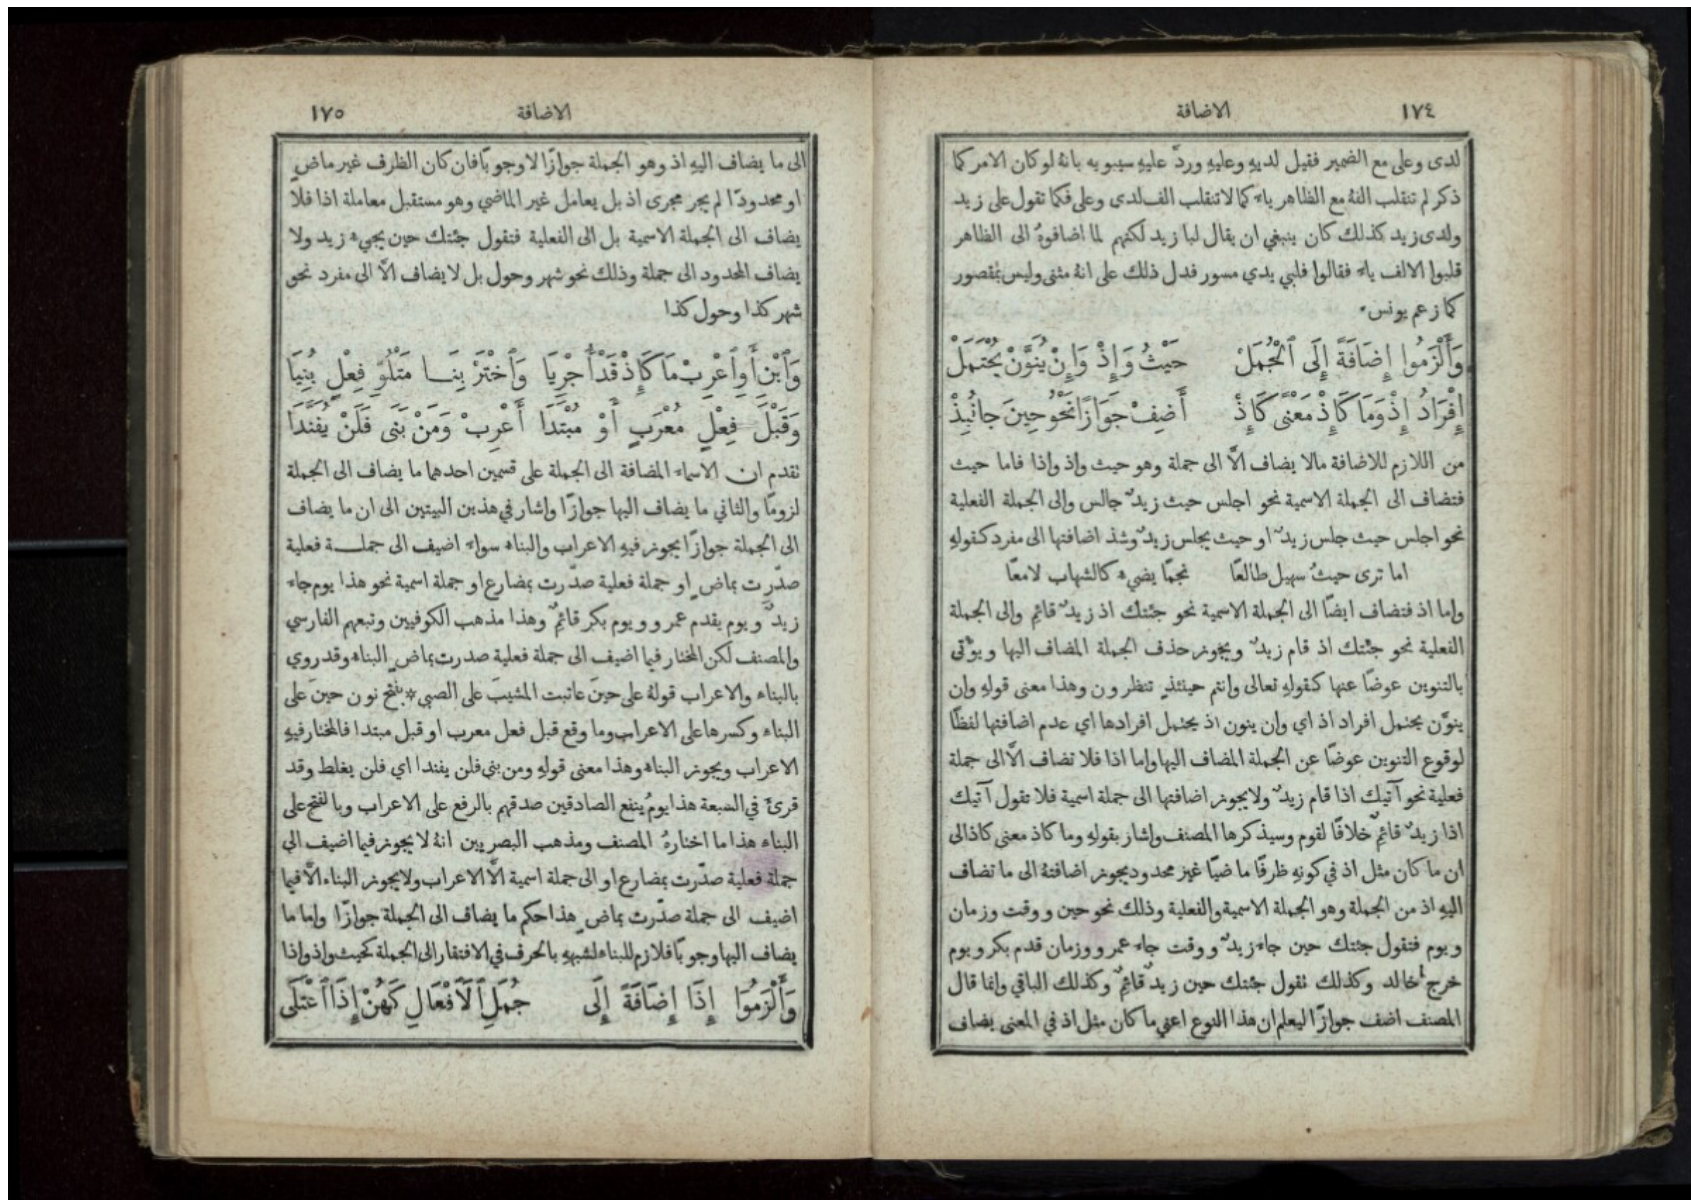 ١٧٤
الاضافة
لدى وعلى مع الضمير فقيل لديهِ وعليهِ وردَّ عليهِ سيبويه بانهُ لوكان الامركما
ذكر لم تنقلب الفهُ مع الظاهر ياء كما لا تنقلب الف لدى وعلى فكما تقول على زيد
ولدى زيد كذلك كان ينبغي ان يقال لبا زيد لكنهم لما اضافوهُ الى الظاهر
قلبوا الالف ياء فقالوا فلبي يدي مسور فدل ذلك على انهُ مثنى وليس بمقصور
كما زعم يونس
وَأَلْزَمُوا إِضَافَةً إِلَى ٱلْجُمَلْ حَيْثُ وَإِذْ وَإِنْ يُنَوَّنْ يُحْتَمَلْ
إِفْرَادُ إِذْ وَمَا كَإِذْ مَعْنًى كَإِذْ أَضِفْ جَوَازًا نَحْوُ حِينَ جَا نُبِذْ
من اللازم للاضافة مالا يضاف الَّا الى جملة وهو حيث واذ واذا فاما حيث
فتضاف الى الجملة الاسمية نحو اجلس حيث زيدٌ جالس والى الجملة الفعلية
نحو اجلس حيث جلس زيدٌ او حيث يجلس زيدٌ وشذ اضافتها الى مفرد كقولهِ
اما ترى حيثُ سهيل طالعًا نجمًا يضيء كالشهاب لامعًا
واما اذ فتضاف ايضًا الى الجملة الاسمية نحو جئتك اذ زيدٌ قائم والى الجملة
الفعلية نحو جئتك اذ قام زيدٌ ويجوز حذف الجملة المضاف اليها ويؤتى
بالتنوين عوضًا عنها كقولهِ تعالى وانتم حينئذٍ تنظرون وهذا معنى قولهِ وان
ينوَّن يحتمل افراد اذ اي وان ينون اذ يحتمل افرادها اي عدم اضافتها لفظًا
لوقوع التنوين عوضًا عن الجملة المضاف اليها واما اذا فلا تضاف الَّا الى جملة
فعلية نحو آتيك اذا قام زيدٌ ولا يجوز اضافتها الى جملة اسمية فلا تقول آتيك
اذا زيدٌ قائمٌ خلافًا لقوم وسيذكرها المصنف واشار بقولهِ وما كاذ معنى كاذ الى
ان ما كان مثل اذ في كونهِ ظرفًا ماضيًا غير محدود يجوز اضافتهُ الى ما تضاف
اليهِ اذ من الجملة وهو الجملة الاسمية والفعلية وذلك نحو حين ووقت وزمان
ويوم فتقول جئتك حين جاء زيدٌ ووقت جاء عمرو وزمان قدم بكر ويوم
خرج خالد وكذلك نقول جئتك حين زيدٌ قائمٌ وكذلك الباقي وانما قال
المصنف اضف جوازًا ليعلم ان هذا النوع اعني ما كان مثل اذ في المعنى يضاف
الاضافة
١٧٥
الى ما يضاف اليهِ اذ وهو الجملة جوازًا لا وجوبًا فان كان الظرف غير ماضٍ
او محدودًا لم يجر مجرى اذ بل يعامل غير الماضي وهو مستقبل معاملة اذا فلا
يضاف الى الجملة الاسمية بل الى الفعلية فتقول جئتك حين يجيء زيد ولا
يضاف المحدود الى جملة وذلك نحو شهر وحول بل لا يضاف الَّا الى مفرد نحو
شهر كذا وحول كذا
وَٱبْنِ أَوِ ٱعْرِبْ مَا كَإِذْ قَدْ أُجْرِيَا وَٱخْتَرْ بِنَـا مَتْلُوِّ فِعْلٍ بُنِيَا
وَقَبْلَ فِعْلٍ مُعْرَبٍ أَوْ مُبْتَدَا أَعْرِبْ وَمَنْ بَنَى فَلَنْ يُفَنَّدَا
تقدم ان الاسماء المضافة الى الجملة على قسمين احدهما ما يضاف الى الجملة
لزومًا والثاني ما يضاف اليها جوازًا واشار في هذين البيتين الى ان ما يضاف
الى الجملة جوازًا يجوز فيهِ الاعراب والبناء سواء اضيف الى جملـة فعلية
صدّرت بماضٍ او جملة فعلية صدّرت بمضارع او جملة اسمية نحو هذا يوم جاء
زيدٌ ويوم يقدم عمرو ويوم بكر قائمٌ وهذا مذهب الكوفيين وتبعهم الفارسي
والمصنف لكن المختار فيما اضيف الى جملة فعلية صدرت بماضٍ البناء وقد روي
بالبناء والاعراب قولهُ على حينَ عاتبت المشيبَ على الصبي * بفتح نون حينَ على
البناء وكسرها على الاعراب وما وقع قبل فعل معرب او قبل مبتدا فالمختار فيهِ
الاعراب ويجوز البناء وهذا معنى قولهِ ومن بنى فلن يفندا اي فلن يغلط وقد
قرئ في السبعة هذا يومُ ينفع الصادقين صدقهم بالرفع على الاعراب وبالفتح على
البناء هذا ما اختارهُ المصنف ومذهب البصريين انهُ لا يجوز فيما اضيف الى
جملة فعلية صدّرت بمضارع او الى جملة اسمية الَّا الاعراب ولا يجوز البناء الَّا فيما
اضيف الى جملة صدّرت بماضٍ هذا حكم ما يضاف الى الجملة جوازًا واما ما
يضاف اليها وجوبًا فلازم للبناء لشبههِ بالحرف في الافتقار الى الجملة كحيث واذ واذا
وَأَلْزَمُوا إِذَا إِضَافَةً إِلَى جُمَلِ ٱلْأَفْعَالِ كَهُنْ إِذَا ٱعْتَلَى